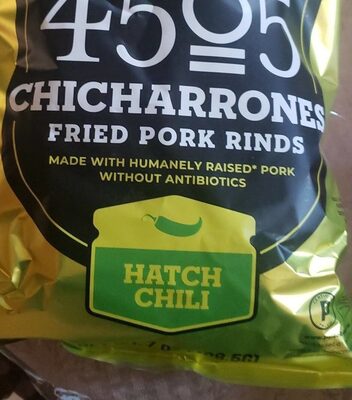 4505
CHICHARRONES
FRIED PORK RINDS
MADE WITH HUMANELY RAISED* PORK
WITHOUT ANTIBIOTICS
HATCH
CHILI
P